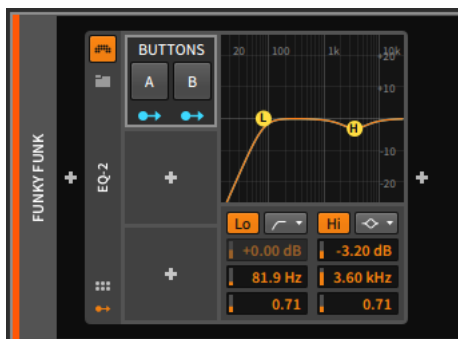 FUNKY FUNK
EQ-2
BUTTONS
A B
20 100 1k 10k
+20
+10
-10
-20
L
H
Lo Hi
+0.00 dB -3.20 dB
81.9 Hz 3.60 kHz
0.71 0.71